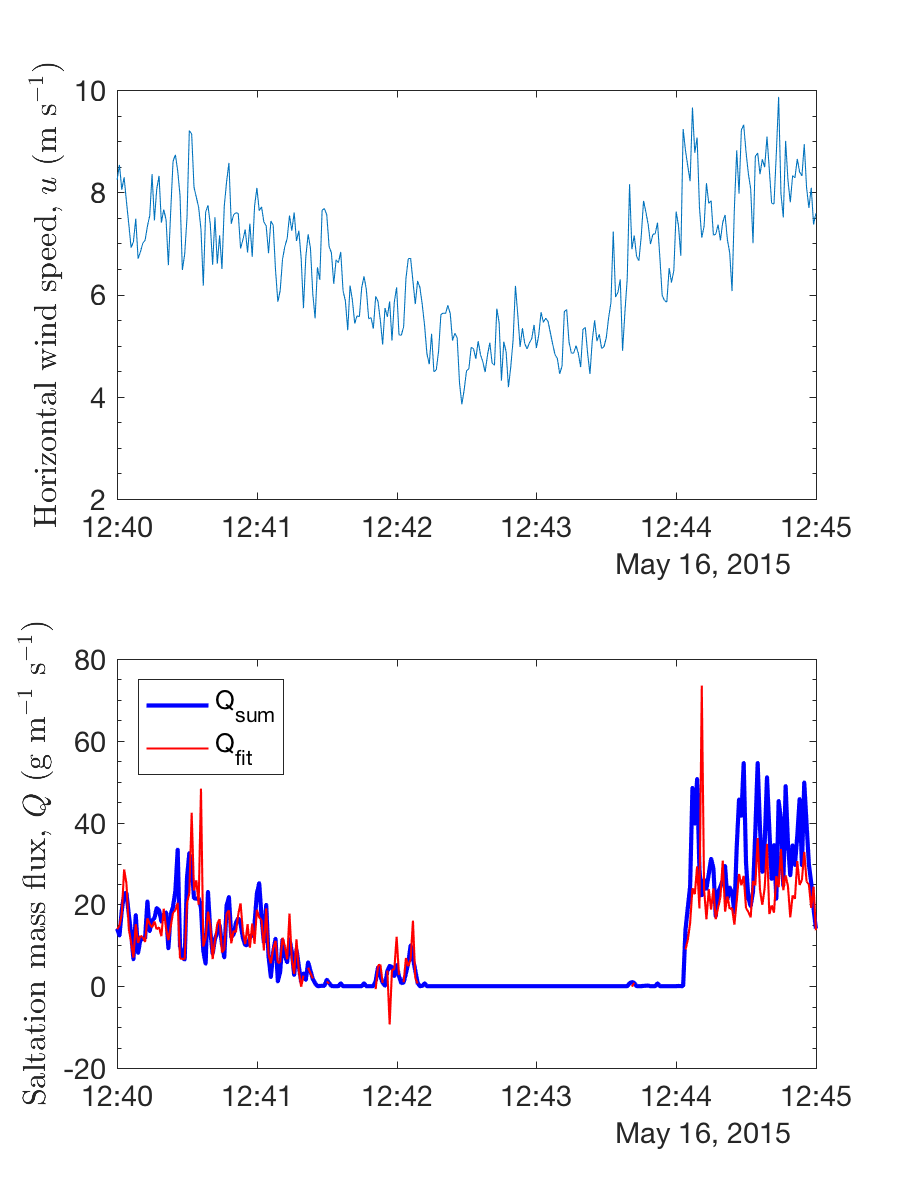 Horizontal wind speed, u (m s⁻¹)
10
8
6
4
2
12:40 12:41 12:42 12:43 12:44 12:45
May 16, 2015
Saltation mass flux, Q (g m⁻¹ s⁻¹)
80
60
40
20
0
-20
Q_sum
Q_fit
12:40 12:41 12:42 12:43 12:44 12:45
May 16, 2015